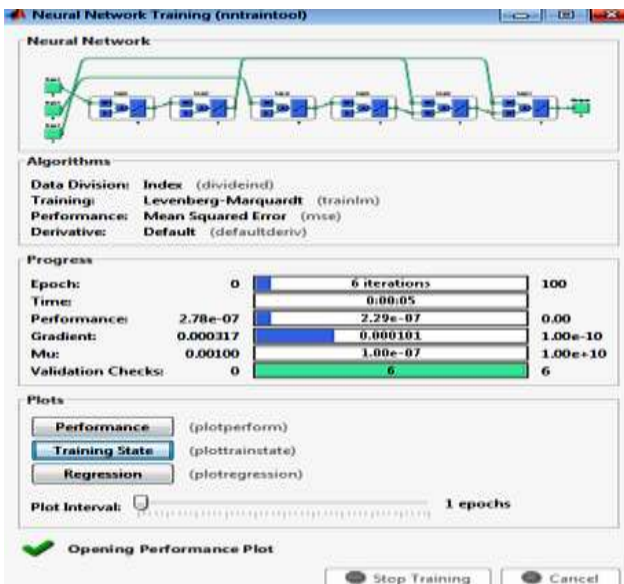 Neural Network Training (nntraintool)
Neural Network
Algorithms
Data Division: Index (divideind)
Training: Levenberg-Marquardt (trainlm)
Performance: Mean Squared Error (mse)
Derivative: Default (defaultderiv)
Progress
Epoch: 0 6 iterations 100
Time: 0:00:05
Performance: 2.78e-07 2.29e-07 0.00
Gradient: 0.000317 0.000101 1.00e-10
Mu: 0.00100 1.00e-07 1.00e+10
Validation Checks: 0 6 6
Plots
Performance (plotperform)
Training State (plottrainstate)
Regression (plotregression)
Plot Interval: 1 epochs
Opening Performance Plot
Stop Training Cancel